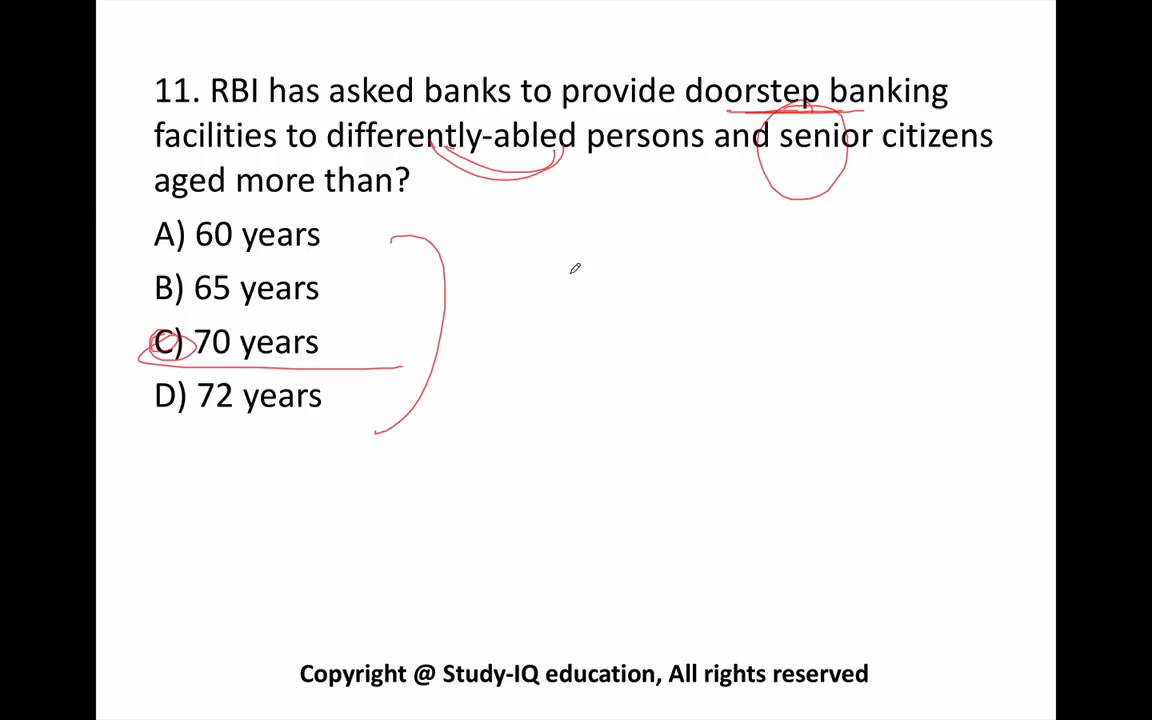 11. RBI has asked banks to provide doorstep banking
facilities to differently-abled persons and senior citizens
aged more than?
A) 60 years
B) 65 years
C) 70 years
D) 72 years
Copyright @ Study-IQ education, All rights reserved